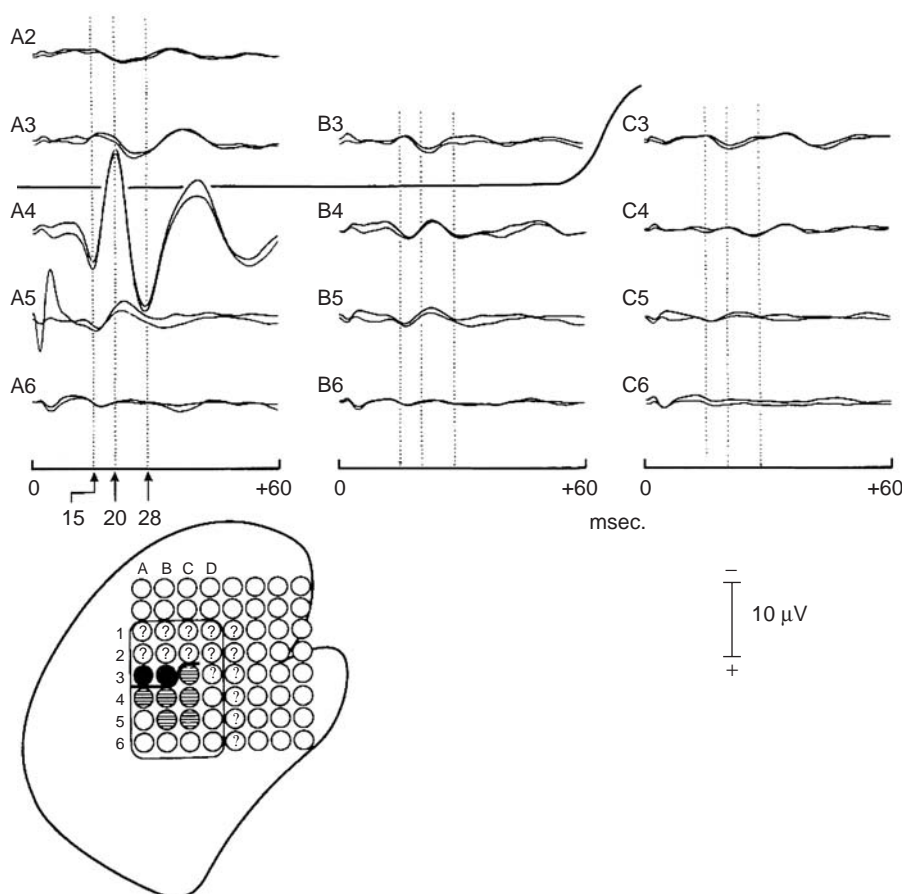 A2
A3 B3 C3
A4 B4 C4
A5 B5 C5
A6 B6 C6
0 +60 0 +60 0 +60
15 20 28 msec.
A B C D
1 ? ? ? ? ?
2 ? ? ? ? ?
3 ? ?
4 ?
5 ?
6 ?
−
10 μV
+